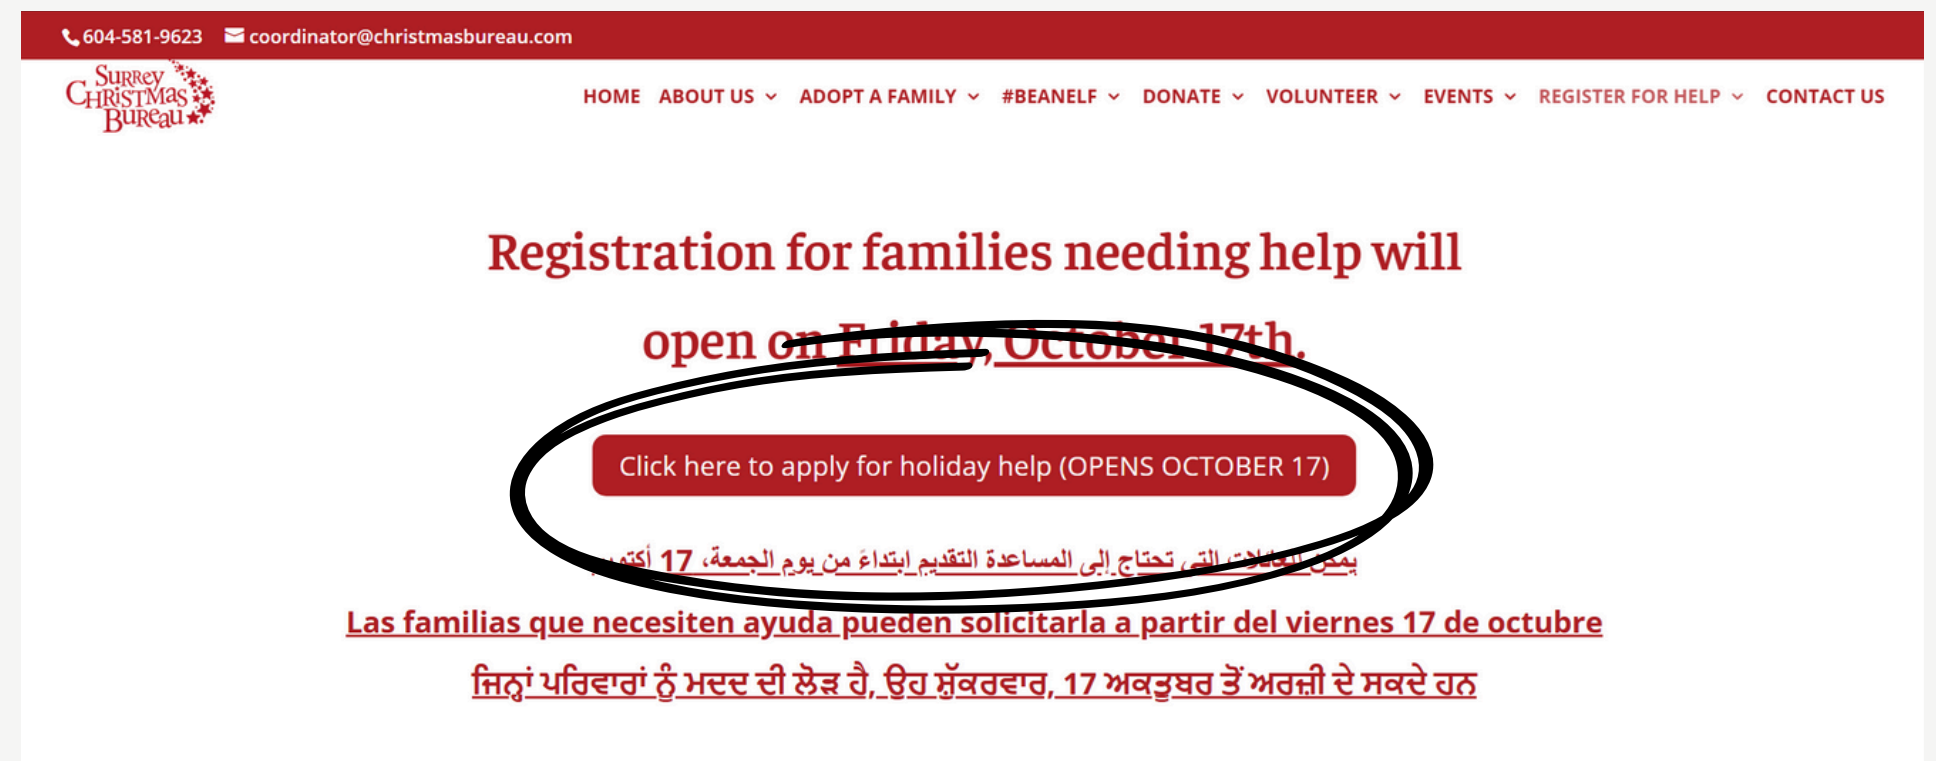 604-581-9623 coordinator@christmasbureau.com
SURREY
CHRISTMAS
BUREAU
HOME ABOUT US ADOPT A FAMILY #BEANELF DONATE VOLUNTEER EVENTS REGISTER FOR HELP CONTACT US
Registration for families needing help will
open on Friday, October 17th.
Click here to apply for holiday help (OPENS OCTOBER 17)
يمكن للعائلات التي تحتاج إلى المساعدة التقديم ابتداءً من يوم الجمعة، 17 أكتوبر
Las familias que necesiten ayuda pueden solicitarla a partir del viernes 17 de octubre
ਜਿਨ੍ਹਾਂ ਪਰਿਵਾਰਾਂ ਨੂੰ ਮਦਦ ਦੀ ਲੋੜ ਹੈ, ਉਹ ਸ਼ੁੱਕਰਵਾਰ, 17 ਅਕਤੂਬਰ ਤੋਂ ਅਰਜ਼ੀ ਦੇ ਸਕਦੇ ਹਨ